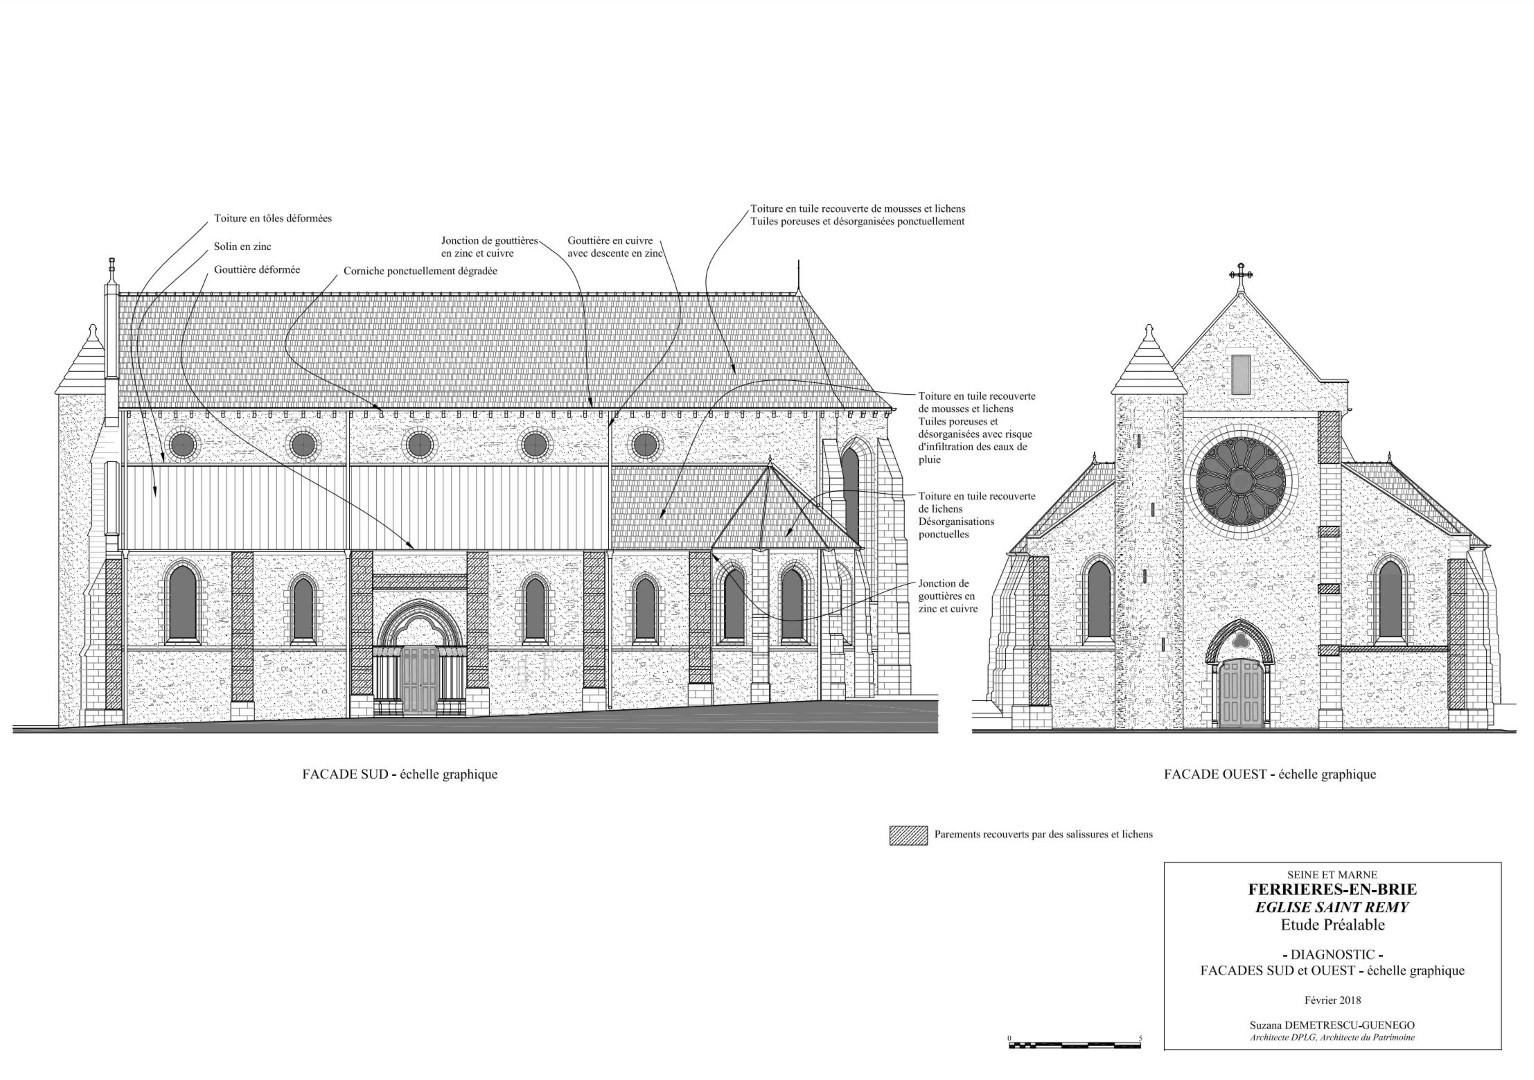 Toiture en tôles déformées
Solin en zinc
Gouttière déformée
Corniche ponctuellement dégradée
Jonction de gouttières
en zinc et cuivre
Gouttière en cuivre
avec descente en zinc
Toiture en tuile recouverte de mousses et lichens
Tuiles poreuses et désorganisées ponctuellement
Toiture en tuile recouverte
de mousses et lichens
Tuiles poreuses et
désorganisées avec risque
d'infiltration des eaux de
pluie
Toiture en tuile recouverte
de lichens
Désorganisations
ponctuelles
Jonction de
gouttières en
zinc et cuivre
FACADE SUD - échelle graphique
FACADE OUEST - échelle graphique
Parements recouverts par des salissures et lichens
SEINE ET MARNE
FERRIERES-EN-BRIE
EGLISE SAINT REMY
Etude Préalable
- DIAGNOSTIC -
FACADES SUD et OUEST - échelle graphique
Février 2018
Suzana DEMETRESCU-GUENEGO
Architecte DPLG, Architecte du Patrimoine
0 5